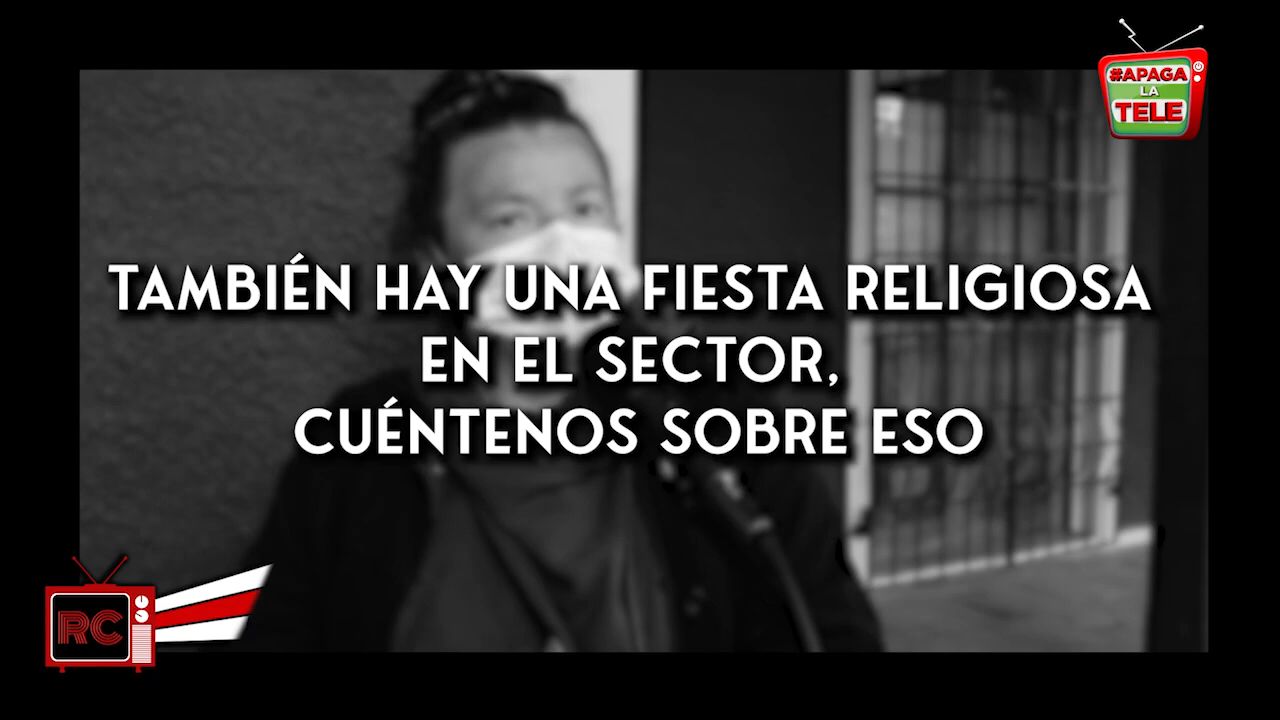 #APAGA
LA
TELE
TAMBIÉN HAY UNA FIESTA RELIGIOSA
EN EL SECTOR,
CUÉNTENOS SOBRE ESO
RC